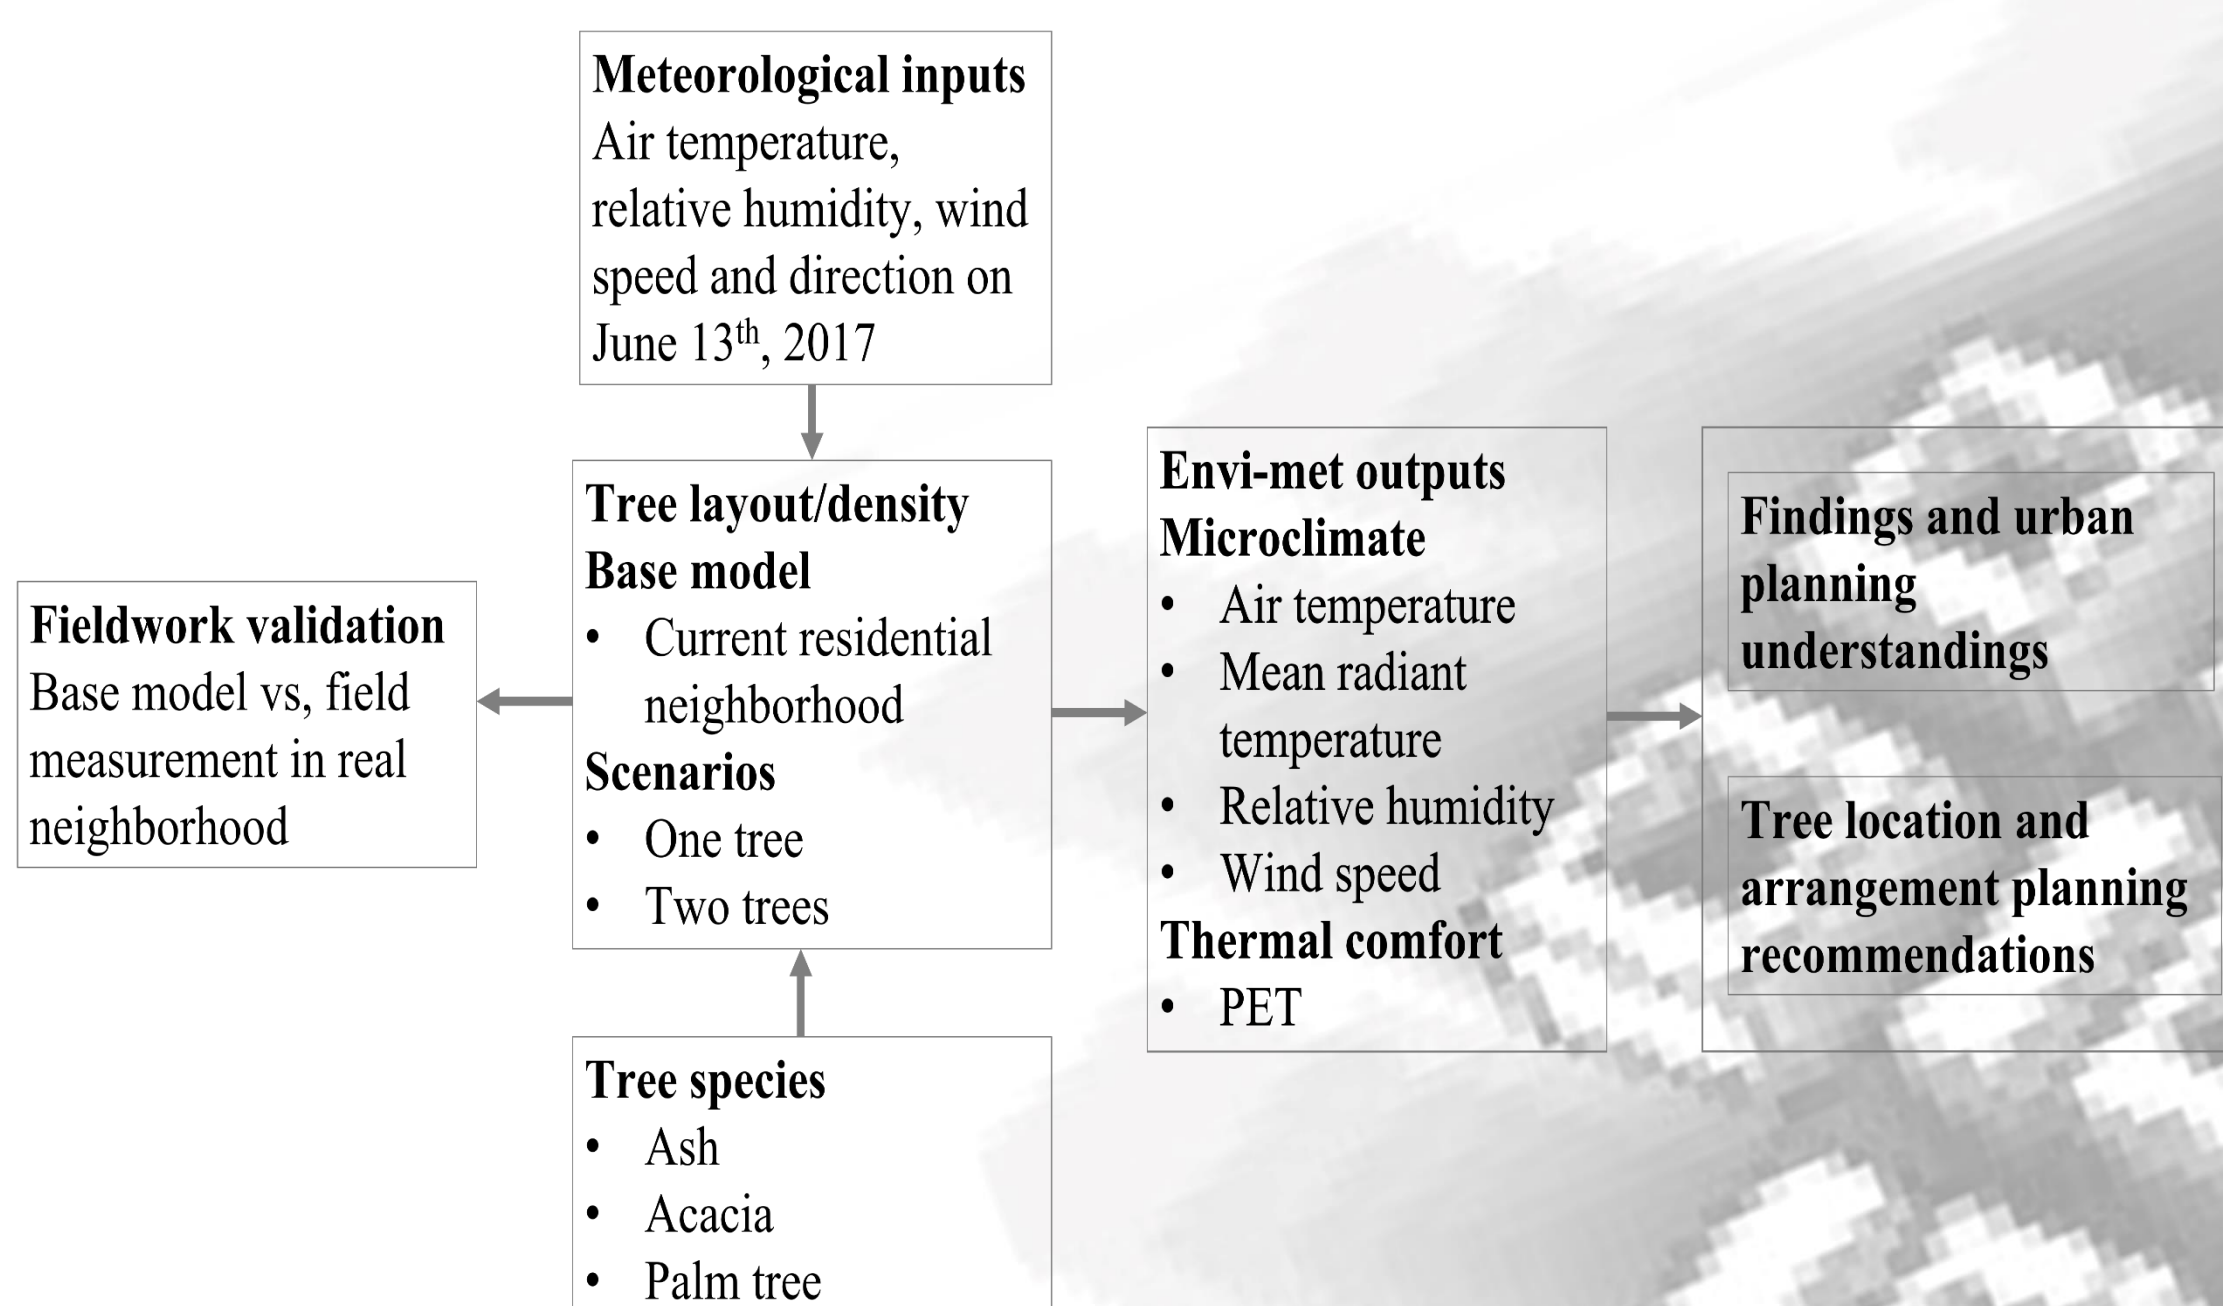 Meteorological inputs
Air temperature,
relative humidity, wind
speed and direction on
June 13th, 2017
Fieldwork validation
Base model vs, field
measurement in real
neighborhood
Tree layout/density
Base model
• Current residential
neighborhood
Scenarios
• One tree
• Two trees
Tree species
• Ash
• Acacia
• Palm tree
Envi-met outputs
Microclimate
• Air temperature
• Mean radiant
temperature
• Relative humidity
• Wind speed
Thermal comfort
• PET
Findings and urban
planning
understandings
Tree location and
arrangement planning
recommendations